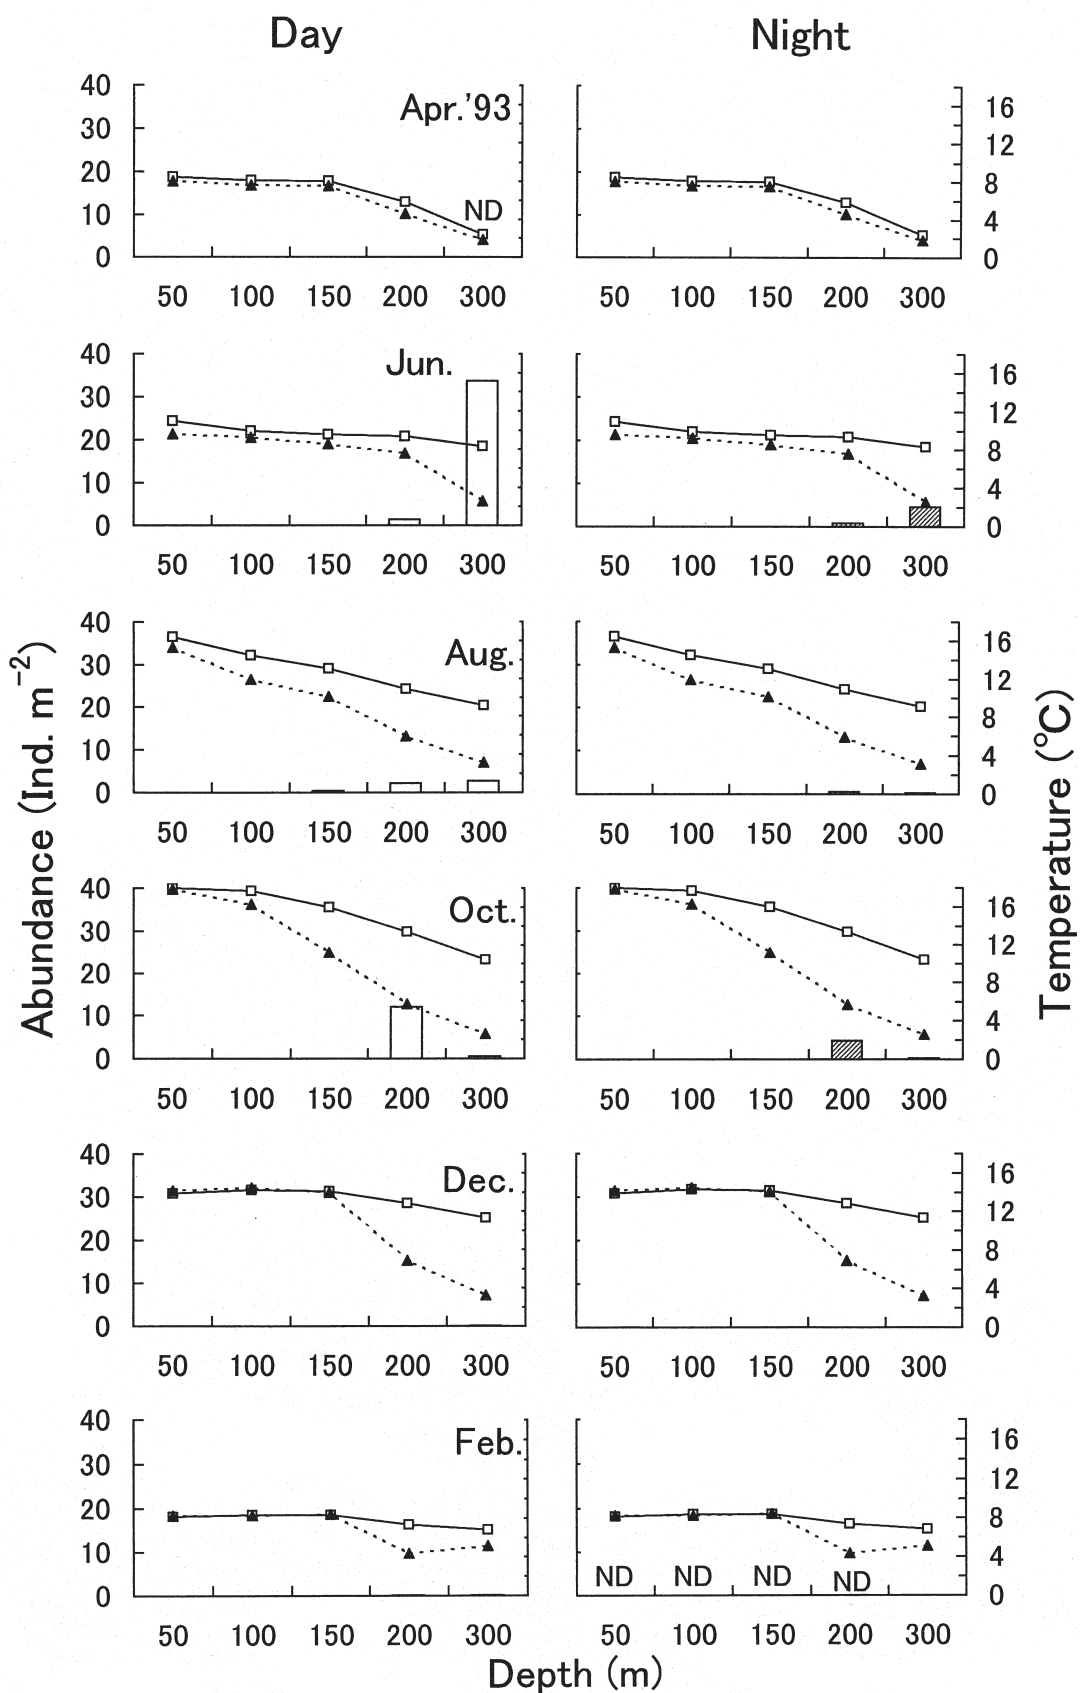 Day Night
40 Apr.'93 16
30 12
20 8
10 ND 4
0 0
50 100 150 200 300 50 100 150 200 300
40 Jun. 16
30 12
20 8
10 4
0 0
50 100 150 200 300 50 100 150 200 300
40 Aug. 16
30 12
20 8
10 4
0 0
50 100 150 200 300 50 100 150 200 300
Abundance (Ind. m⁻²)
Temperature (°C)
40 Oct. 16
30 12
20 8
10 4
0 0
50 100 150 200 300 50 100 150 200 300
40 Dec. 16
30 12
20 8
10 4
0 0
50 100 150 200 300 50 100 150 200 300
40 Feb. 16
30 12
20 8
10 ND ND ND ND 4
0 0
50 100 150 200 300 50 100 150 200 300
Depth (m)